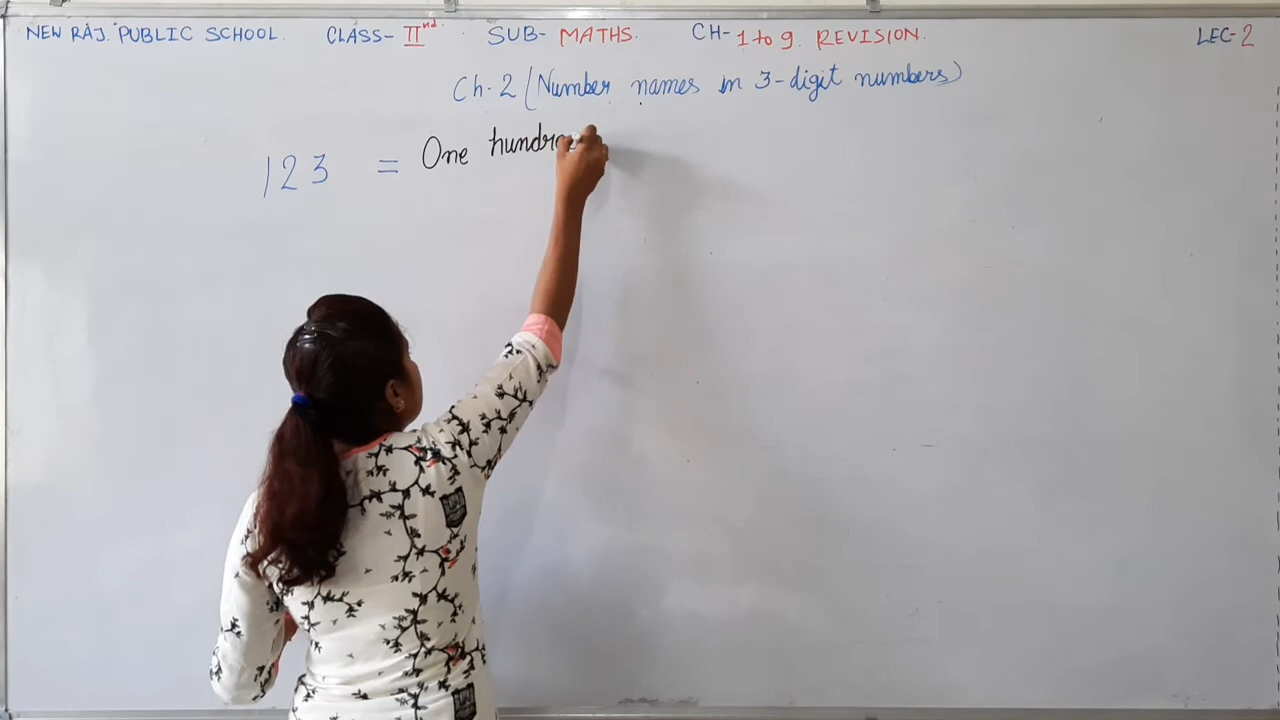 NEW RAJ. PUBLIC SCHOOL. CLASS- IInd. SUB- MATHS. CH- 1 to 9. REVISION. LEC-2
Ch-2 (Number names in 3-digit numbers)
123 = One hundre